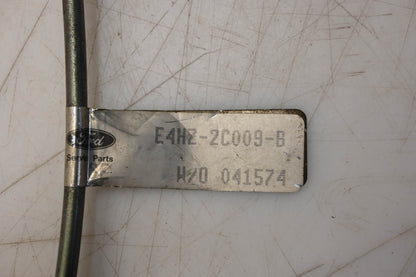 Ford
E4HZ-2C009-B
Service Parts
W/O 041574